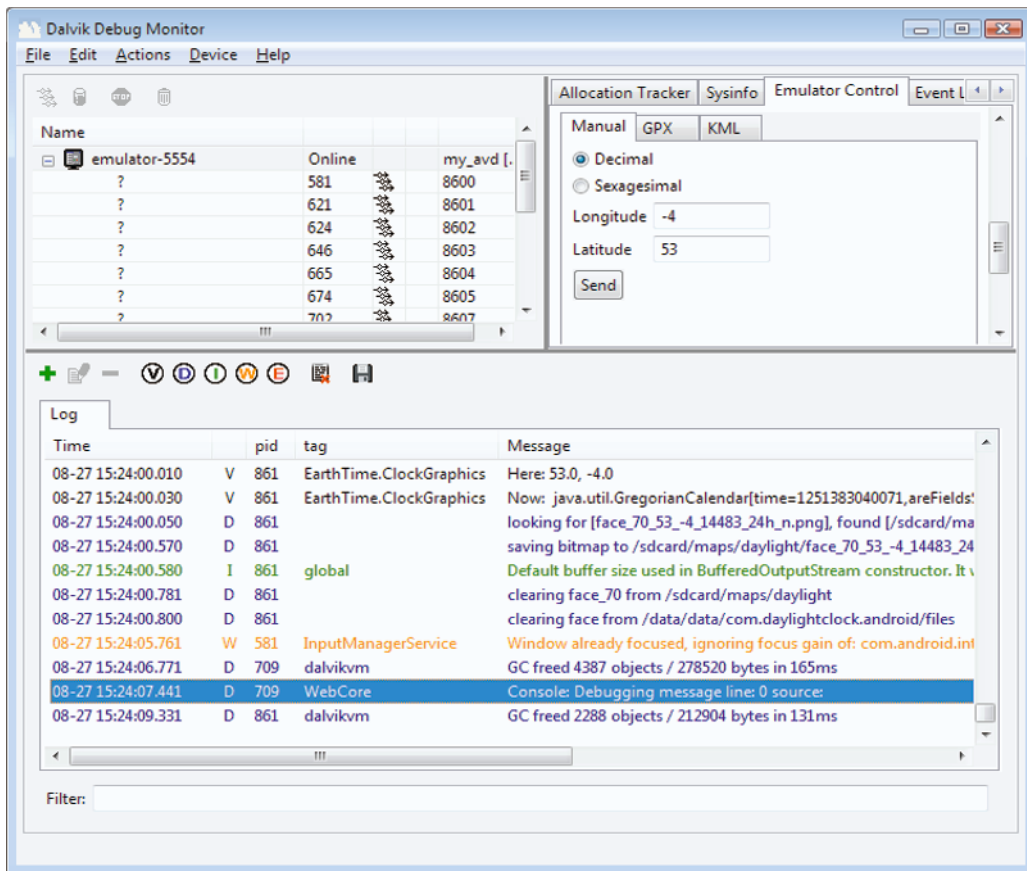 Dalvik Debug Monitor
File Edit Actions Device Help
STOP
Name
emulator-5554 Online my_avd [.
? 581 8600
? 621 8601
? 624 8602
? 646 8603
? 665 8604
? 674 8605
? 702 8607
Allocation Tracker Sysinfo Emulator Control Event L
Manual GPX KML
Decimal
Sexagesimal
Longitude -4
Latitude 53
Send
V D I W E
Log
Time pid tag Message
08-27 15:24:00.010 V 861 EarthTime.ClockGraphics Here: 53.0, -4.0
08-27 15:24:00.030 V 861 EarthTime.ClockGraphics Now: java.util.GregorianCalendar[time=1251383040071,areFields
08-27 15:24:00.050 D 861 looking for [face_70_53_-4_14483_24h_n.png], found [/sdcard/ma
08-27 15:24:00.570 D 861 saving bitmap to /sdcard/maps/daylight/face_70_53_-4_14483_24
08-27 15:24:00.580 I 861 global Default buffer size used in BufferedOutputStream constructor. It
08-27 15:24:00.781 D 861 clearing face_70 from /sdcard/maps/daylight
08-27 15:24:00.800 D 861 clearing face from /data/data/com.daylightclock.android/files
08-27 15:24:05.761 W 581 InputManagerService Window already focused, ignoring focus gain of: com.android.int
08-27 15:24:06.771 D 709 dalvikvm GC freed 4387 objects / 278520 bytes in 165ms
08-27 15:24:07.441 D 709 WebCore Console: Debugging message line: 0 source:
08-27 15:24:09.331 D 861 dalvikvm GC freed 2288 objects / 212904 bytes in 131ms
Filter: